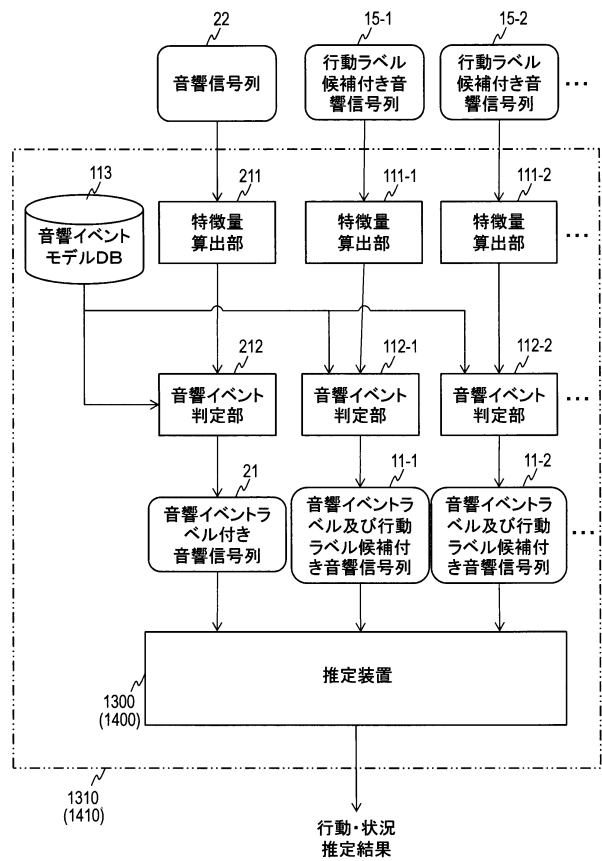 22
15-1
15-2
音響信号列
行動ラベル
候補付き音
響信号列
行動ラベル
候補付き音
響信号列
…
113
211
111-1
111-2
音響イベント
モデルDB
特徴量
算出部
特徴量
算出部
特徴量
算出部
…
212
112-1
112-2
音響イベント
判定部
音響イベント
判定部
音響イベント
判定部
…
21
11-1
11-2
音響イベントラ
ベル付き
音響信号列
音響イベントラ
ベル及び行動
ラベル候補付
き音響信号列
音響イベントラ
ベル及び行動
ラベル候補付
き音響信号列
…
推定装置
1300
(1400)
1310
(1410)
行動・状況
推定結果